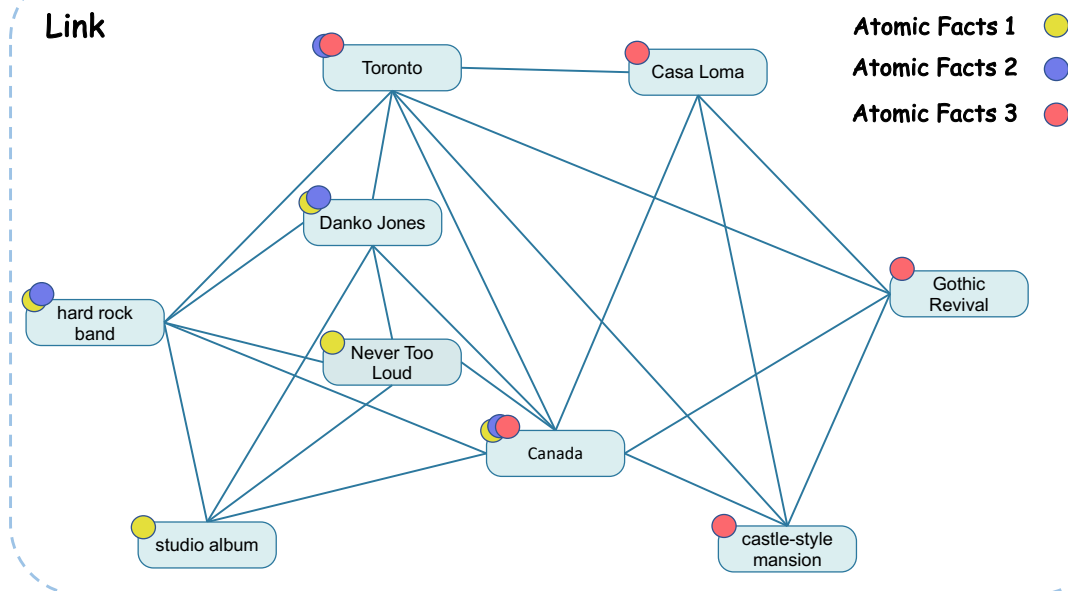 Link
Atomic Facts 1
Atomic Facts 2
Atomic Facts 3
Toronto
Casa Loma
Danko Jones
Gothic
Revival
hard rock
band
Never Too
Loud
Canada
studio album
castle-style
mansion